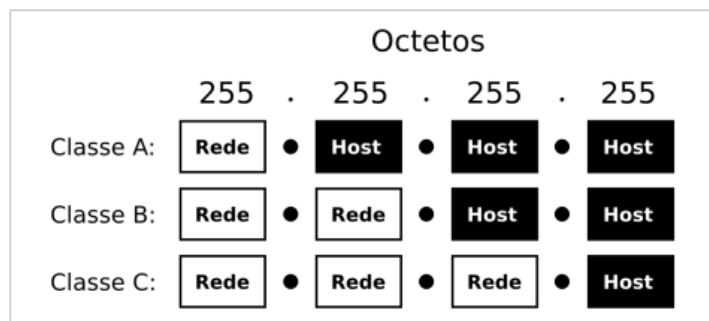 Octetos
255 . 255 . 255 . 255
Classe A: Rede Host Host Host
Classe B: Rede Rede Host Host
Classe C: Rede Rede Rede Host